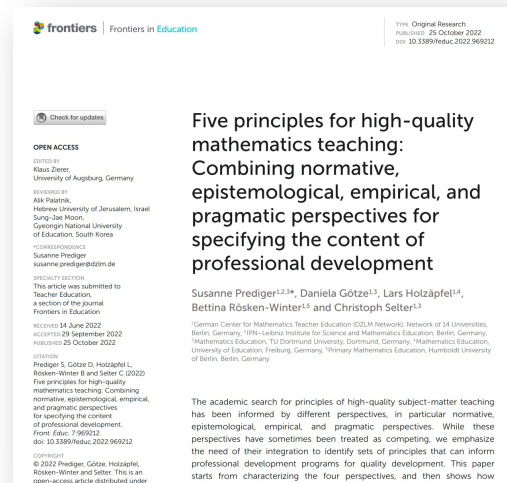 frontiers | Frontiers in Education
TYPE Original Research
PUBLISHED 25 October 2022
DOI 10.3389/feduc.2022.969212
Check for updates
OPEN ACCESS
EDITED BY
Klaus Zierer,
University of Augsburg, Germany
REVIEWED BY
Alik Palatnik,
Hebrew University of Jerusalem, Israel
Sung-Jae Moon,
Gyeongin National University
of Education, South Korea
*CORRESPONDENCE
Susanne Prediger
susanne.prediger@dzlm.de
SPECIALTY SECTION
This article was submitted to
Teacher Education,
a section of the journal
Frontiers in Education
RECEIVED 14 June 2022
ACCEPTED 29 September 2022
PUBLISHED 25 October 2022
CITATION
Prediger S, Götze D, Holzäpfel L,
Rösken-Winter B and Selter C (2022)
Five principles for high-quality
mathematics teaching: Combining
normative, epistemological, empirical,
and pragmatic perspectives
for specifying the content
of professional development.
Front. Educ. 7:969212.
doi: 10.3389/feduc.2022.969212
COPYRIGHT
© 2022 Prediger, Götze, Holzäpfel,
Rösken-Winter and Selter. This is an
open-access article distributed under
Five principles for high-quality
mathematics teaching:
Combining normative,
epistemological, empirical, and
pragmatic perspectives for
specifying the content of
professional development
Susanne Prediger1,2,3*, Daniela Götze1,3, Lars Holzäpfel1,4,
Bettina Rösken-Winter1,5 and Christoph Selter1,3
1German Center for Mathematics Teacher Education (DZLM Network), Network of 14 Universities,
Berlin, Germany, 2IPN–Leibniz Institute for Science and Mathematics Education, Berlin, Germany,
3Mathematics Education, TU Dortmund University, Dortmund, Germany, 4Mathematics Education,
University of Education, Freiburg, Germany, 5Primary Mathematics Education, Humboldt University
of Berlin, Berlin, Germany
The academic search for principles of high-quality subject-matter teaching
has been informed by different perspectives, in particular normative,
epistemological, empirical, and pragmatic perspectives. While these
perspectives have sometimes been treated as competing, we emphasize
the need of their integration to identify sets of principles that can inform
professional development programs for quality development. This paper
starts from characterizing the four perspectives, and then shows how